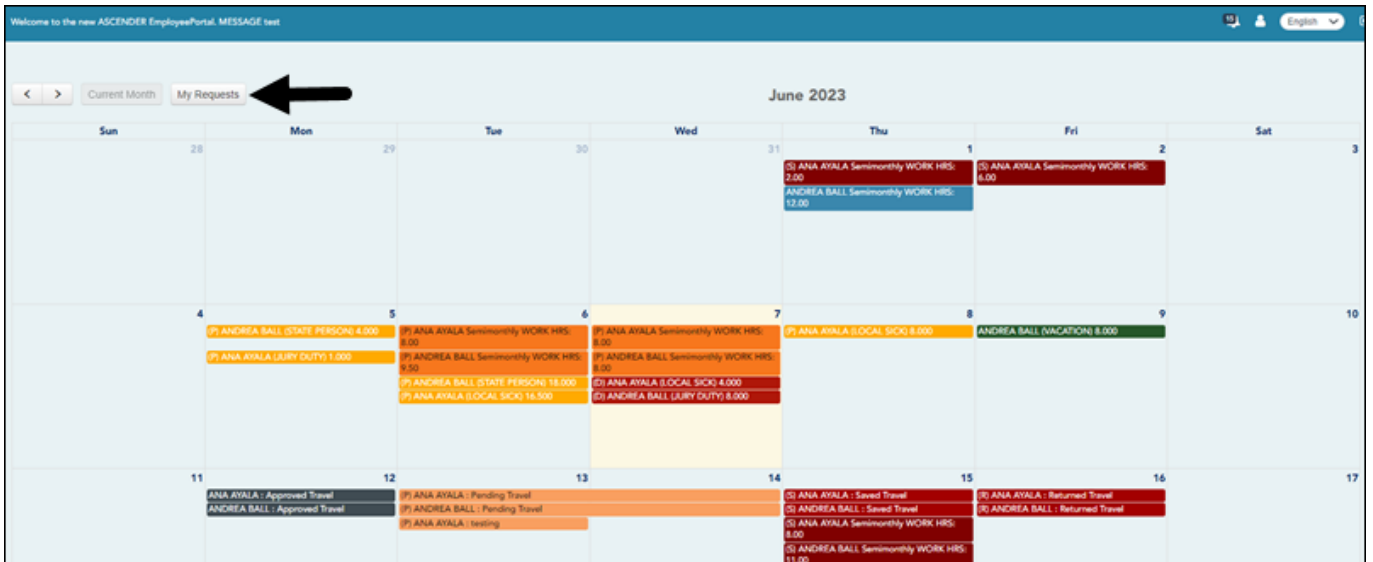 Welcome to the new ASCENDER EmployeePortal. MESSAGE test
15
English
Current Month
My Requests
June 2023
Sun Mon Tue Wed Thu Fri Sat
28 29 30 31 1 2 3
(S) ANA AYALA Semimonthly WORK HRS:
2.00
(S) ANA AYALA Semimonthly WORK HRS:
6.00
ANDREA BALL Semimonthly WORK HRS:
12.00
4 5 6 7 8 9 10
(P) ANDREA BALL (STATE PERSON) 4.000
(P) ANA AYALA (JURY DUTY) 1.000
(P) ANA AYALA Semimonthly WORK HRS:
8.00
(P) ANDREA BALL Semimonthly WORK HRS:
9.50
(P) ANDREA BALL (STATE PERSON) 18.000
(P) ANA AYALA (LOCAL SICK) 16.500
(P) ANA AYALA Semimonthly WORK HRS:
8.00
(P) ANDREA BALL Semimonthly WORK HRS:
8.00
(D) ANA AYALA (LOCAL SICK) 4.000
(D) ANDREA BALL (JURY DUTY) 8.000
(P) ANA AYALA (LOCAL SICK) 8.000
ANDREA BALL (VACATION) 8.000
11 12 13 14 15 16 17
ANA AYALA : Approved Travel
ANDREA BALL : Approved Travel
(P) ANA AYALA : Pending Travel
(P) ANDREA BALL : Pending Travel
(P) ANA AYALA : testing
(S) ANA AYALA : Saved Travel
(S) ANDREA BALL : Saved Travel
(S) ANA AYALA Semimonthly WORK HRS:
8.00
(S) ANDREA BALL Semimonthly WORK HRS:
11.00
(R) ANA AYALA : Returned Travel
(R) ANDREA BALL : Returned Travel